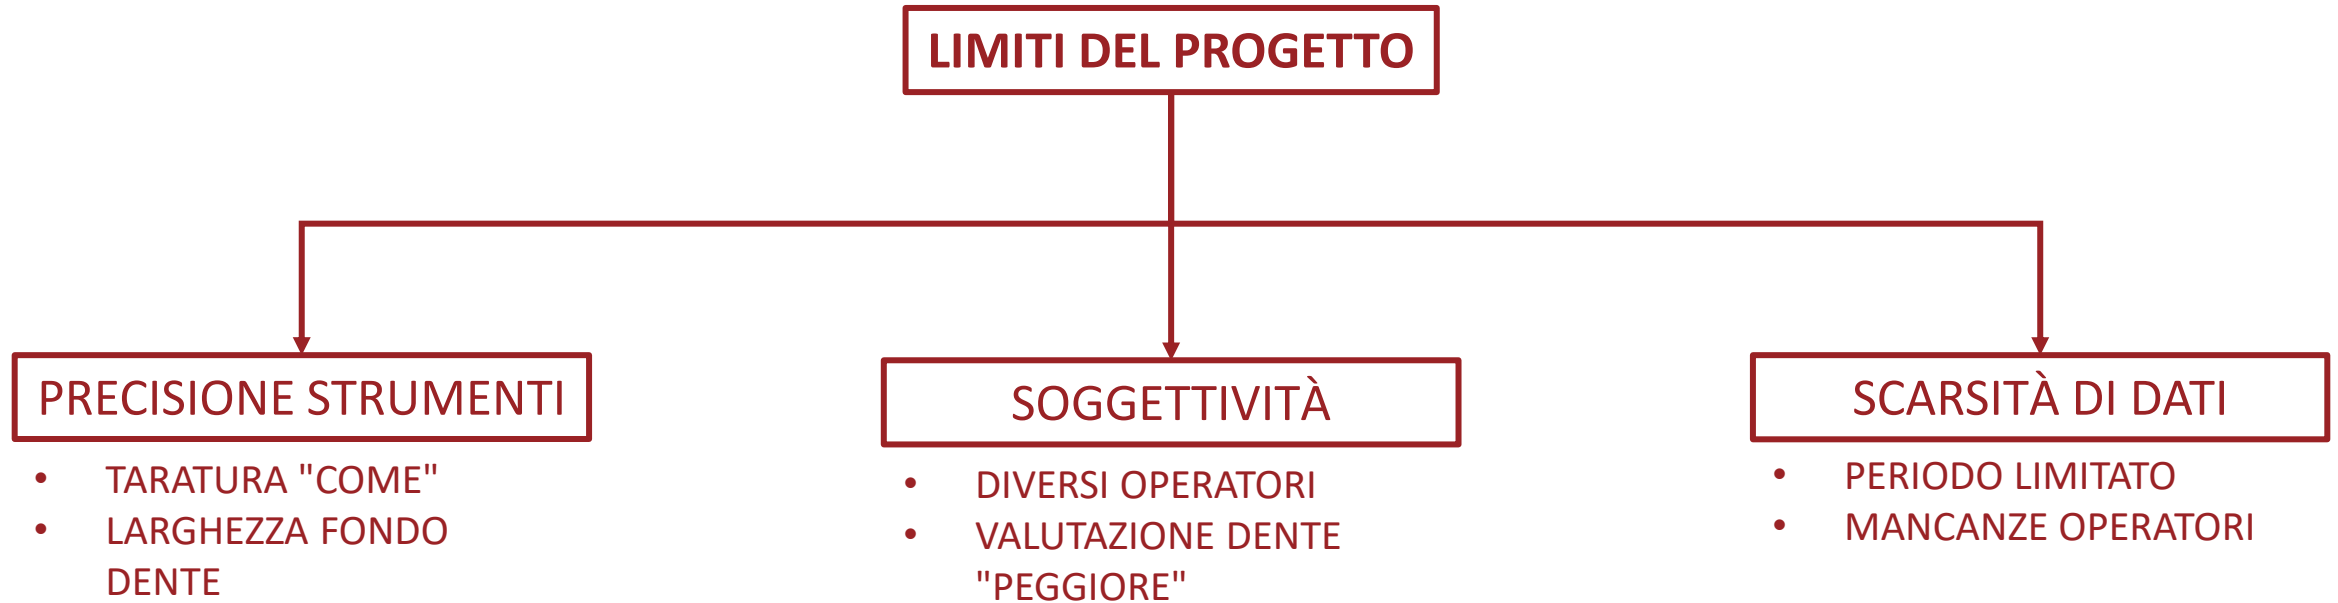 LIMITI DEL PROGETTO
PRECISIONE STRUMENTI
• TARATURA "COME"
• LARGHEZZA FONDO
DENTE
SOGGETTIVITÀ
• DIVERSI OPERATORI
• VALUTAZIONE DENTE
"PEGGIORE"
SCARSITÀ DI DATI
• PERIODO LIMITATO
• MANCANZE OPERATORI